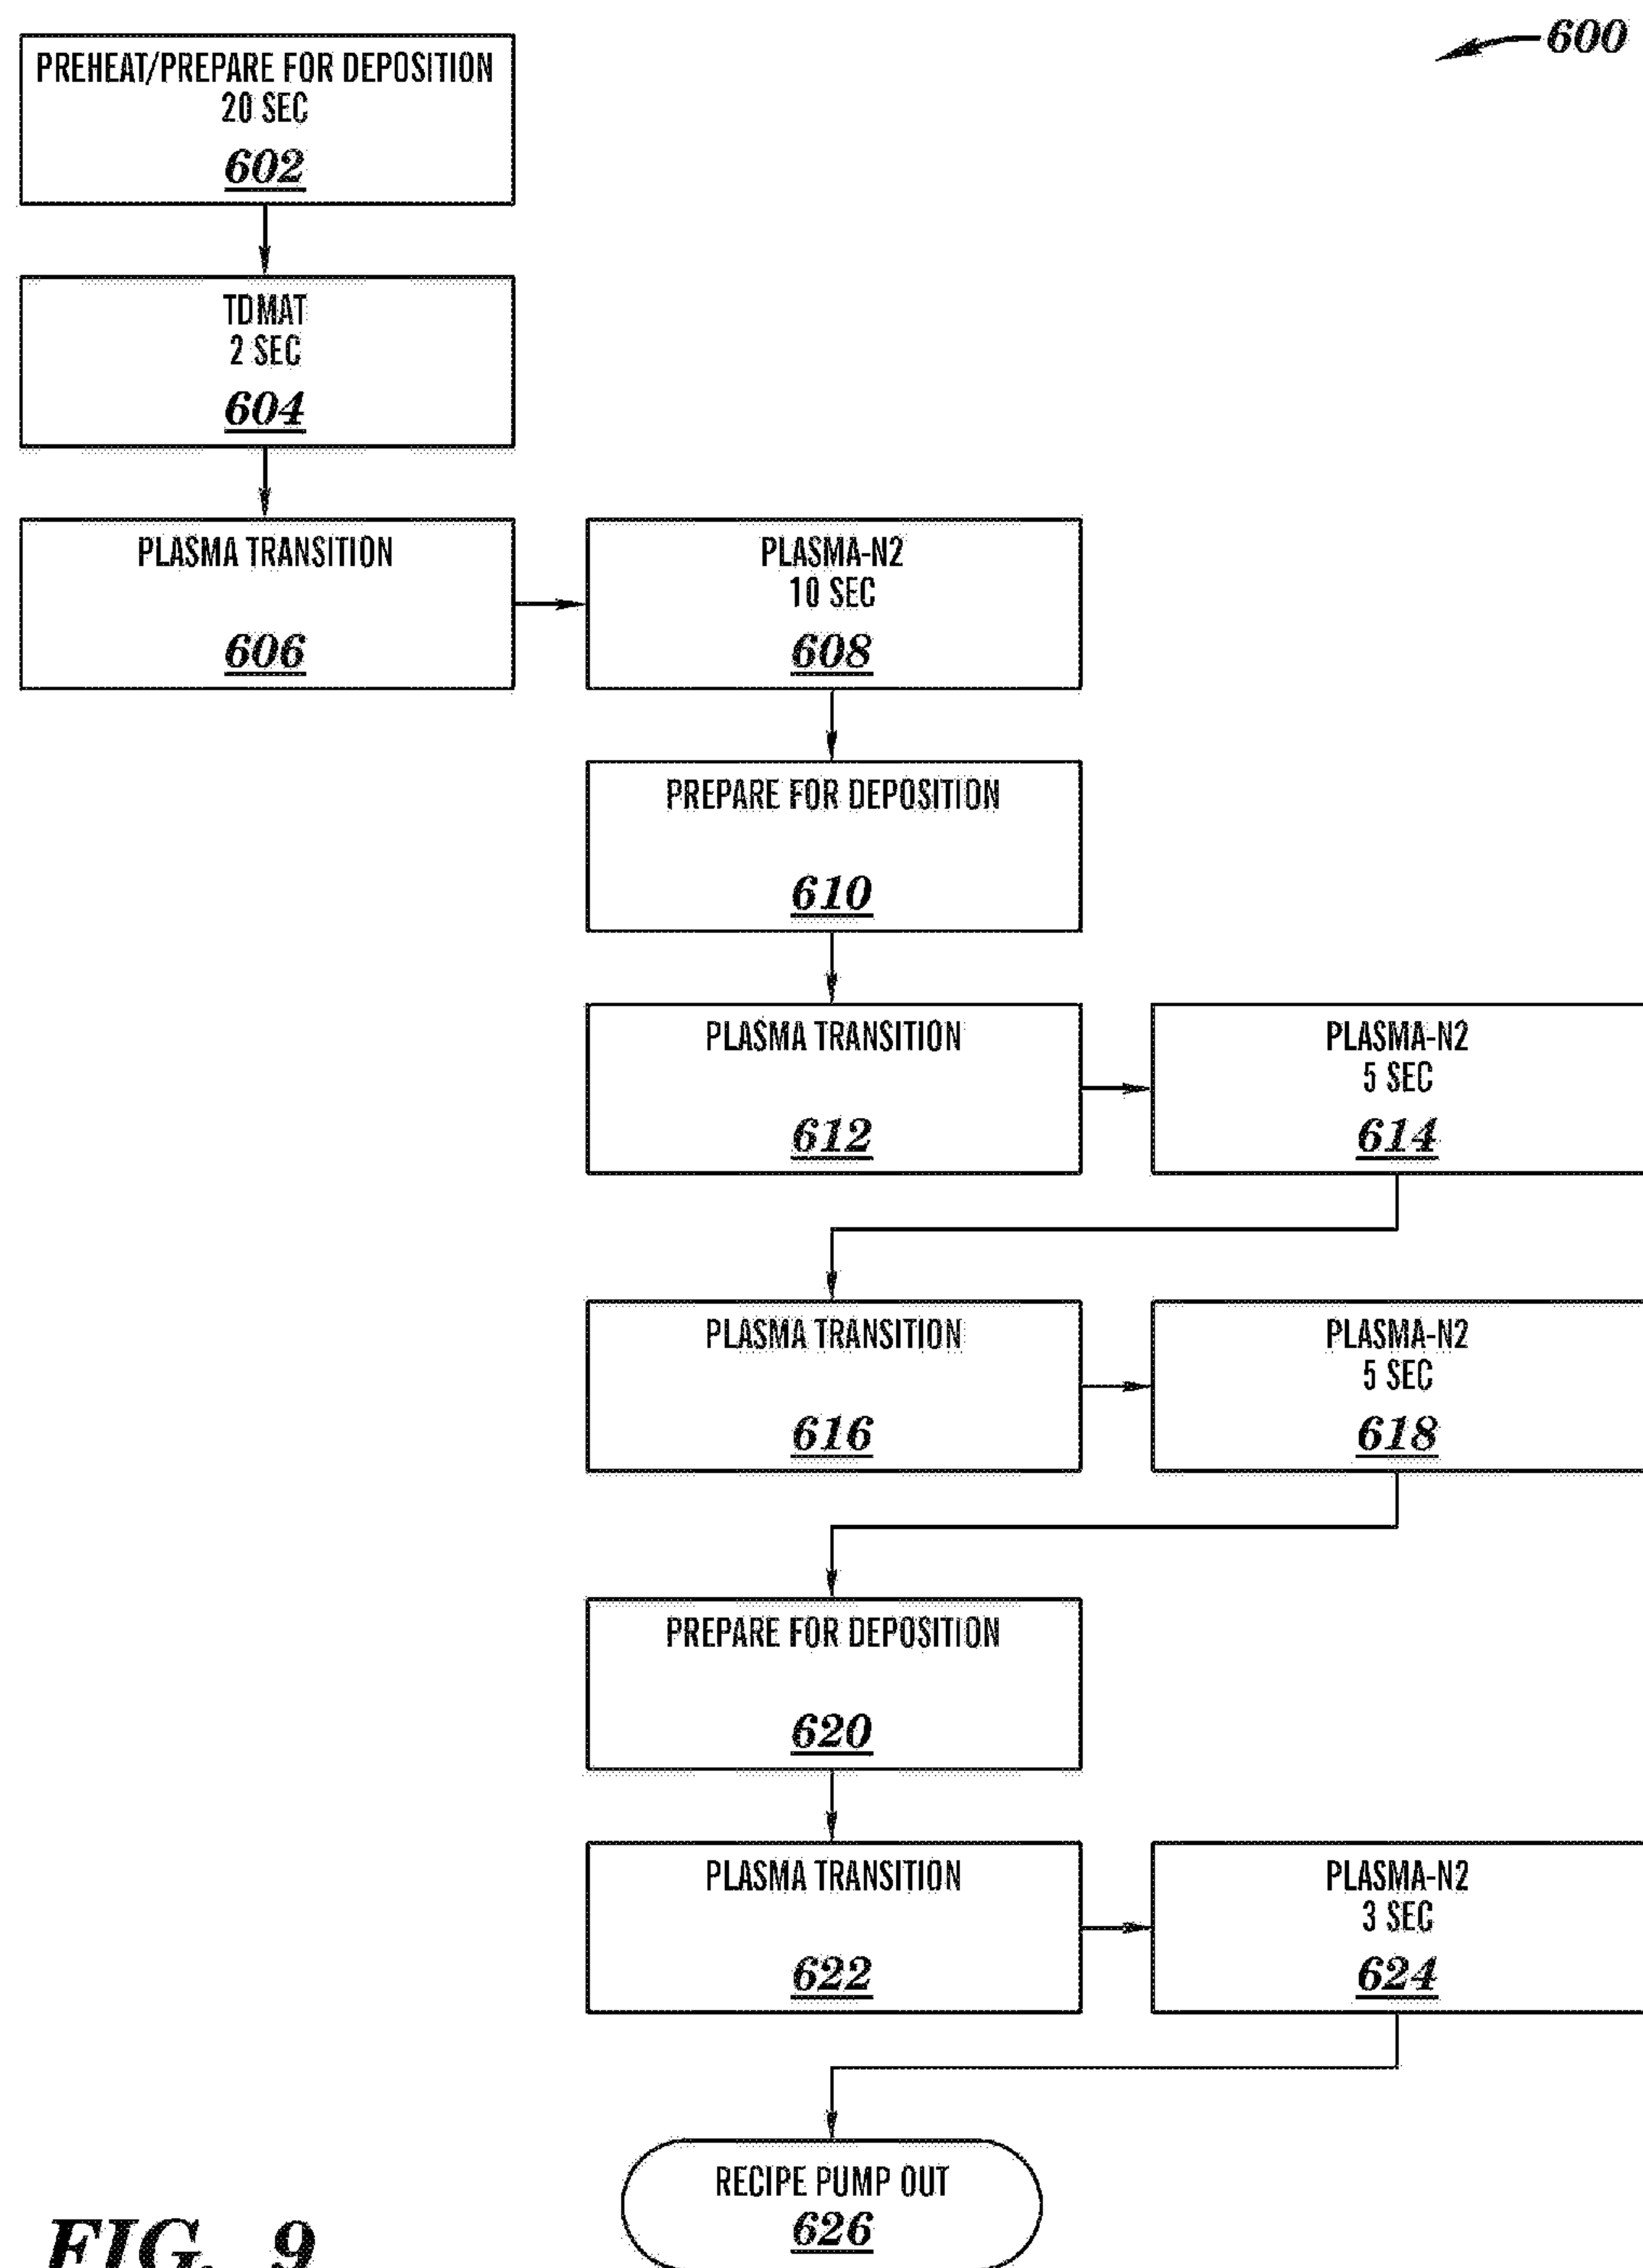 600
PREHEAT/PREPARE FOR DEPOSITION
20 SEC
602
TDMAT
2 SEC
604
PLASMA TRANSITION
606
PLASMA-N2
10 SEC
608
PREPARE FOR DEPOSITION
610
PLASMA TRANSITION
612
PLASMA-N2
5 SEC
614
PLASMA TRANSITION
616
PLASMA-N2
5 SEC
618
PREPARE FOR DEPOSITION
620
PLASMA TRANSITION
622
PLASMA-N2
3 SEC
624
RECIPE PUMP OUT
626
FIG. 9